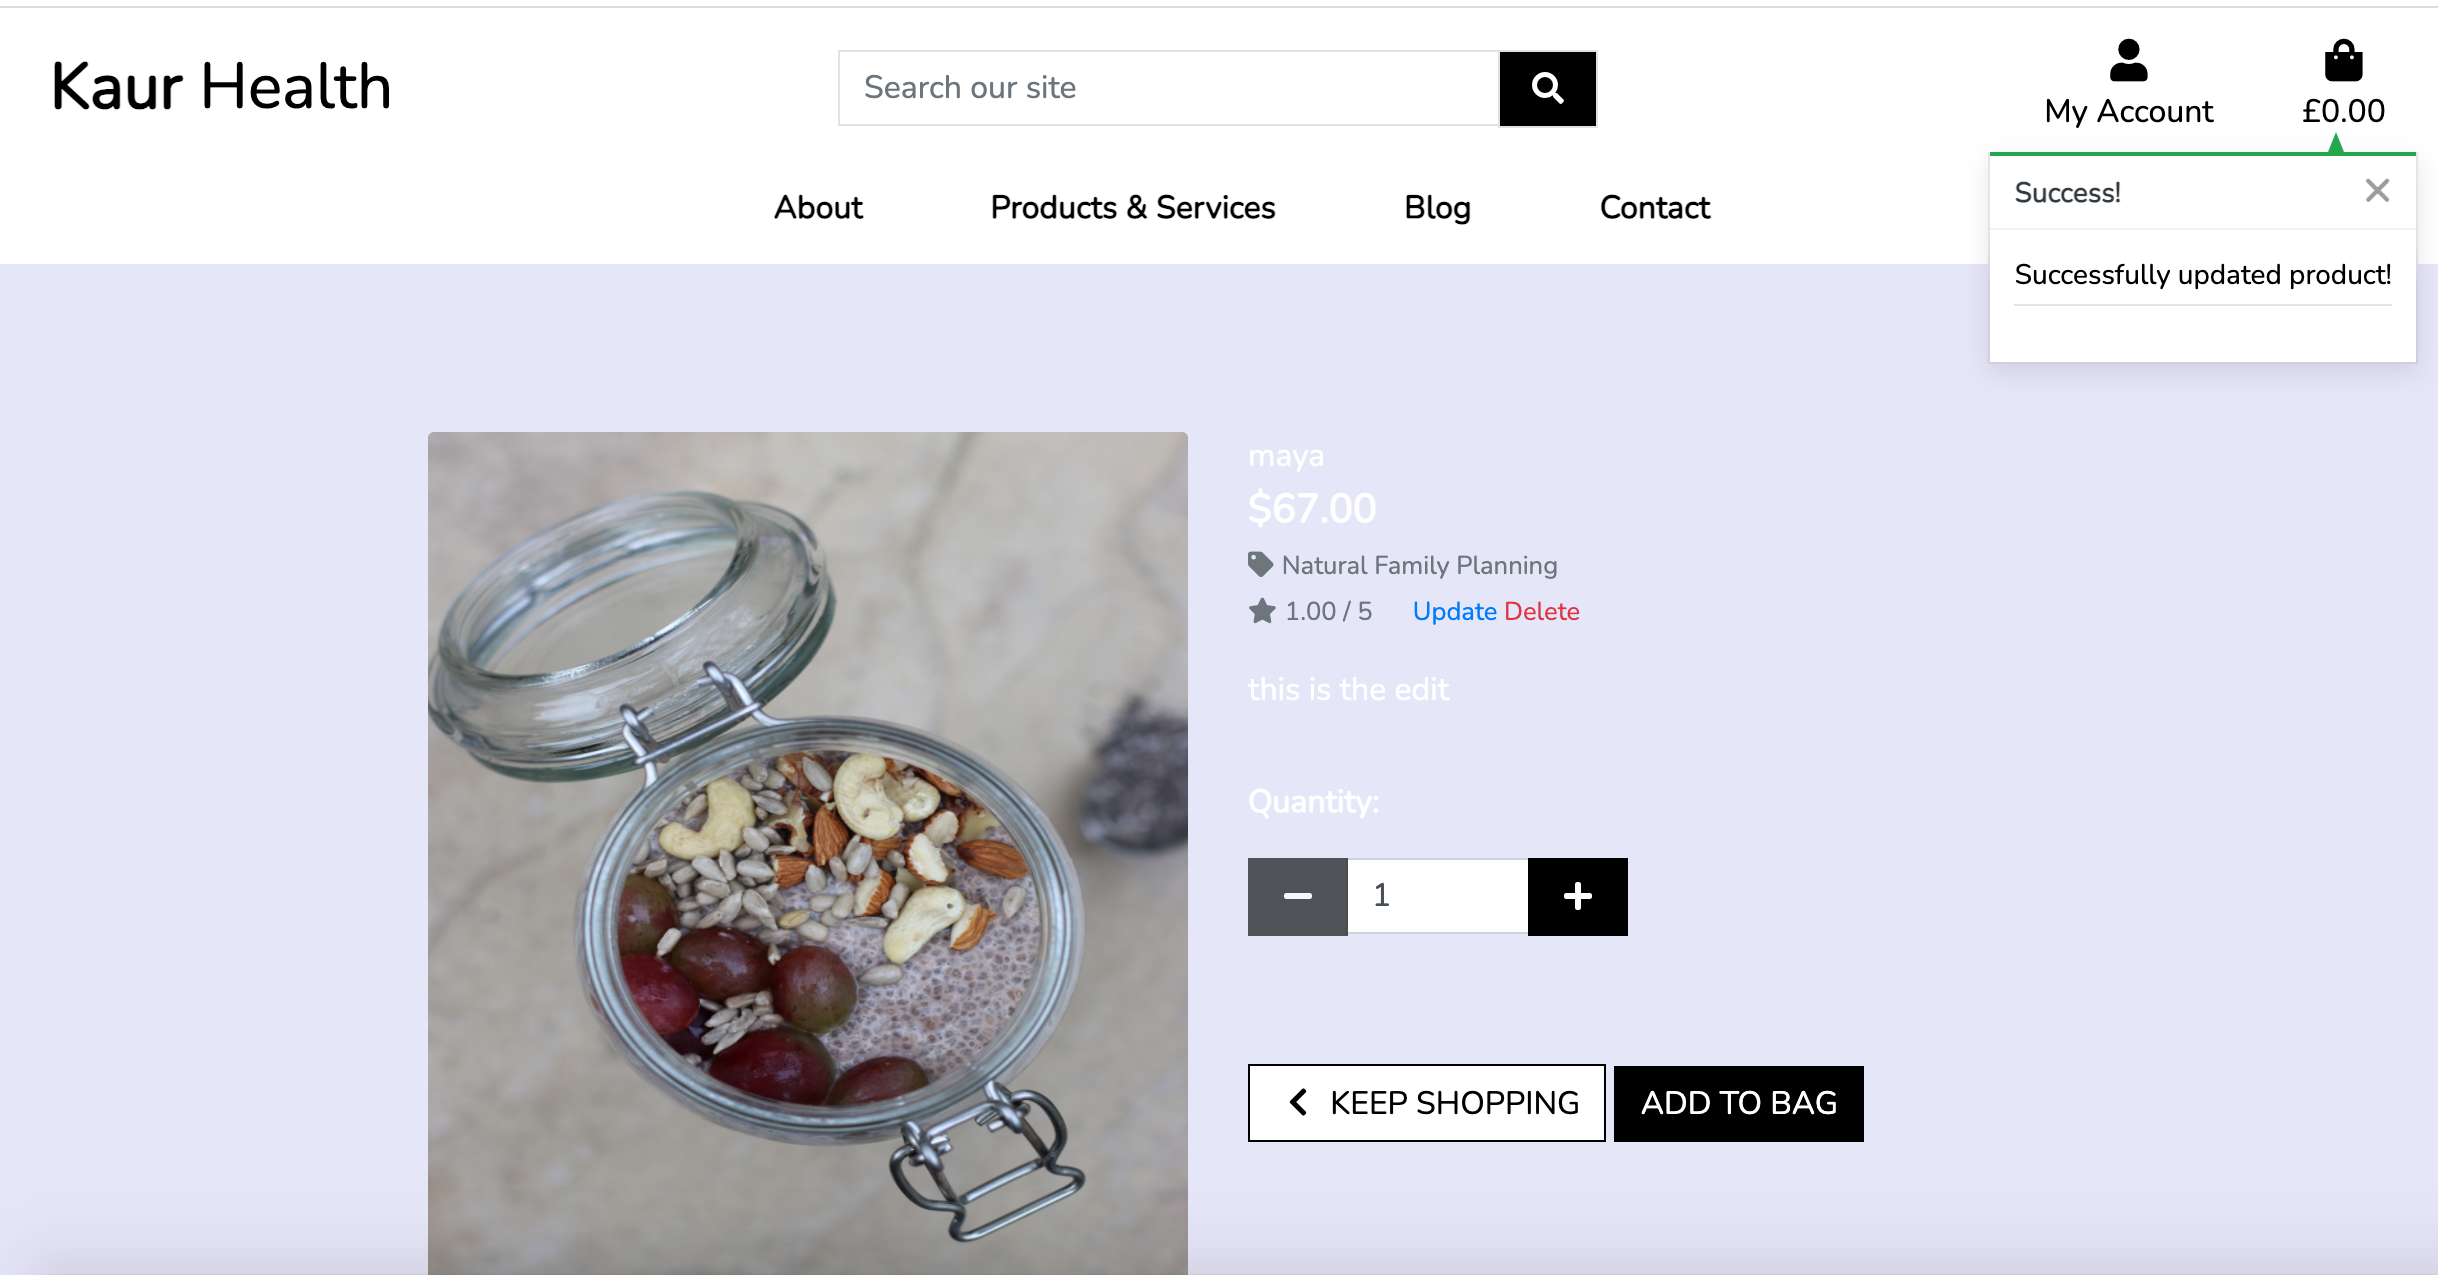 Kaur Health
Search our site
My Account
£0.00
About
Products & Services
Blog
Contact
Success!
Successfully updated product!
maya
$67.00
Natural Family Planning
1.00 / 5
Update Delete
this is the edit
Quantity:
1
KEEP SHOPPING
ADD TO BAG